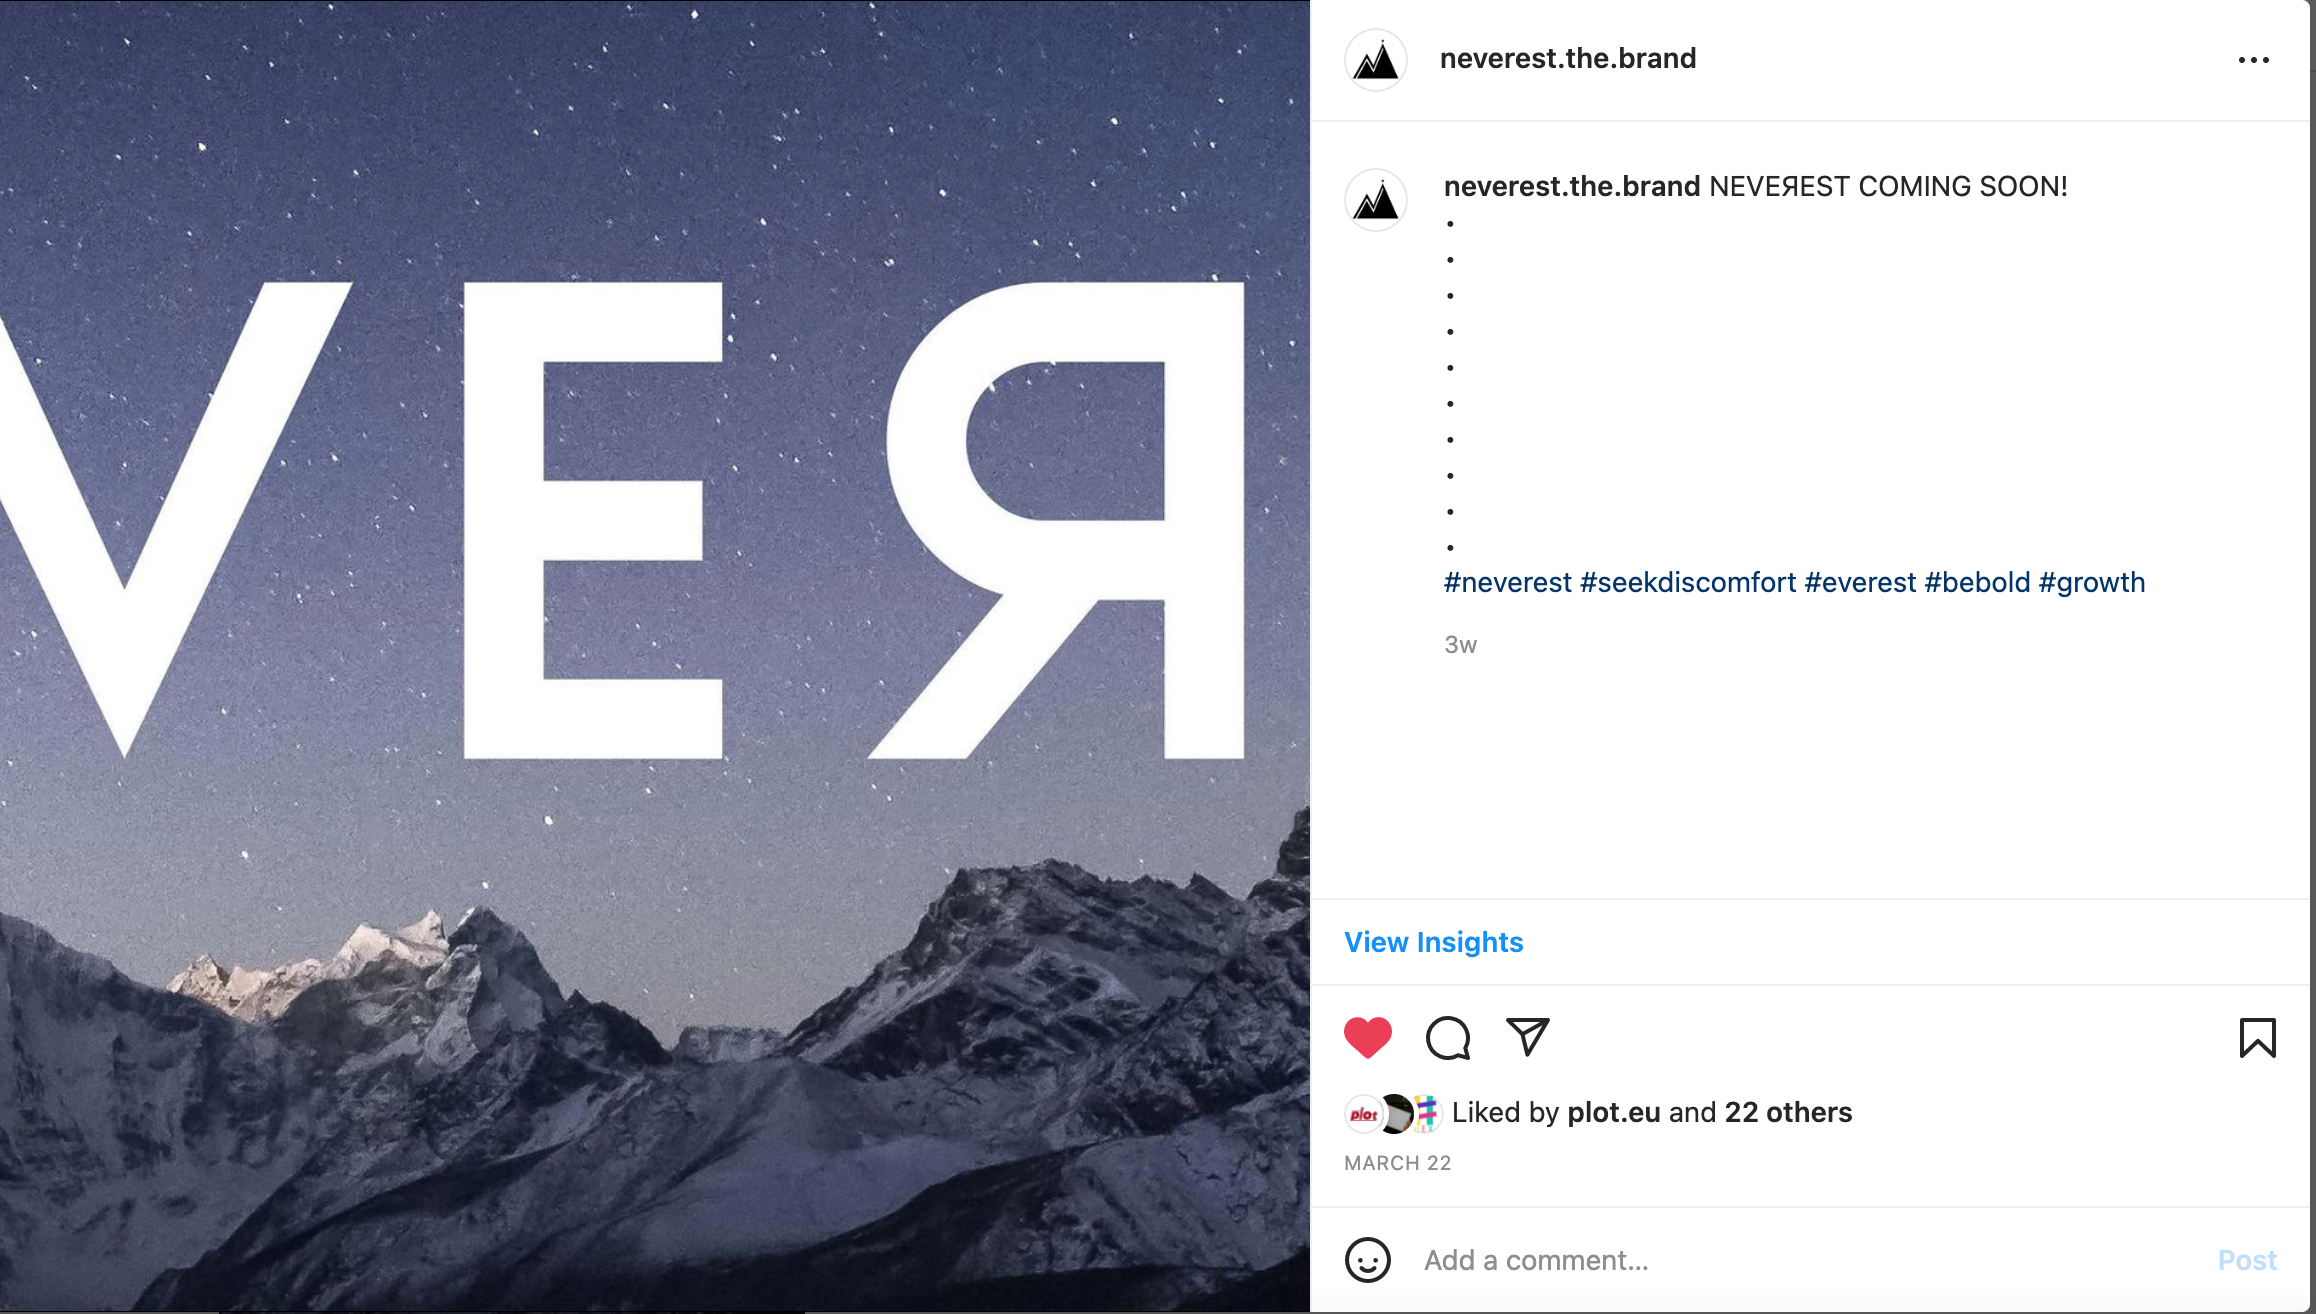 VEЯ
neverest.the.brand
neverest.the.brand NEVEЯEST COMING SOON!
.
.
.
.
.
.
.
.
.
.
#neverest #seekdiscomfort #everest #bebold #growth
3w
View Insights
plot
Liked by plot.eu and 22 others
MARCH 22
Add a comment...
Post